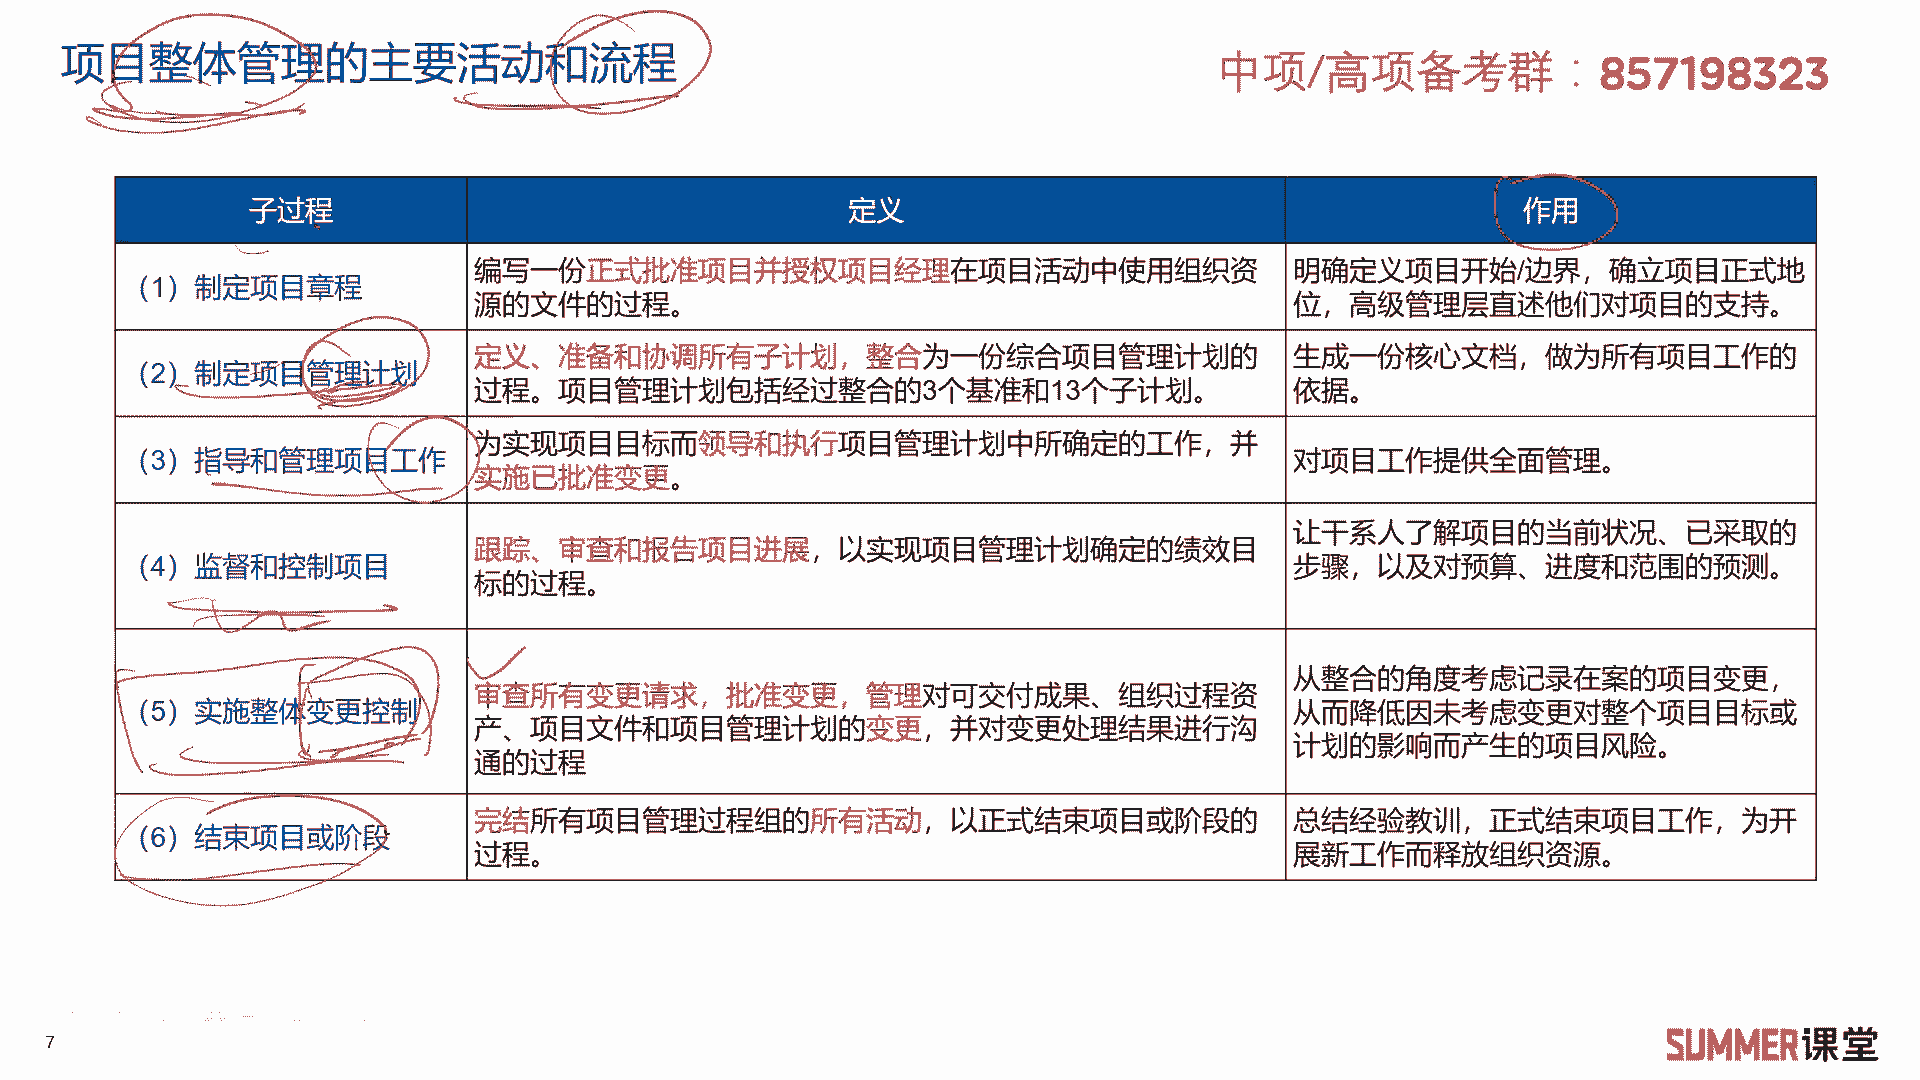 项目整体管理的主要活动和流程
中项/高项备考群：857198323
子过程
定义
作用
（1）制定项目章程
编写一份正式批准项目并授权项目经理在项目活动中使用组织资
源的文件的过程。
明确定义项目开始/边界，确立项目正式地
位，高级管理层直述他们对项目的支持。
（2）制定项目管理计划
定义、准备和协调所有子计划，整合为一份综合项目管理计划的
过程。项目管理计划包括经过整合的3个基准和13个子计划。
生成一份核心文档，做为所有项目工作的
依据。
（3）指导和管理项目工作
为实现项目目标而领导和执行项目管理计划中所确定的工作，并
实施已批准变更。
对项目工作提供全面管理。
（4）监督和控制项目
跟踪、审查和报告项目进展，以实现项目管理计划确定的绩效目
标的过程。
让干系人了解项目的当前状况、已采取的
步骤，以及对预算、进度和范围的预测。
（5）实施整体变更控制
审查所有变更请求，批准变更，管理对可交付成果、组织过程资
产、项目文件和项目管理计划的变更，并对变更处理结果进行沟
通的过程
从整合的角度考虑记录在案的项目变更，
从而降低因未考虑变更对整个项目目标或
计划的影响而产生的项目风险。
（6）结束项目或阶段
完结所有项目管理过程组的所有活动，以正式结束项目或阶段的
过程。
总结经验教训，正式结束项目工作，为开
展新工作而释放组织资源。
7
SUMMER课堂